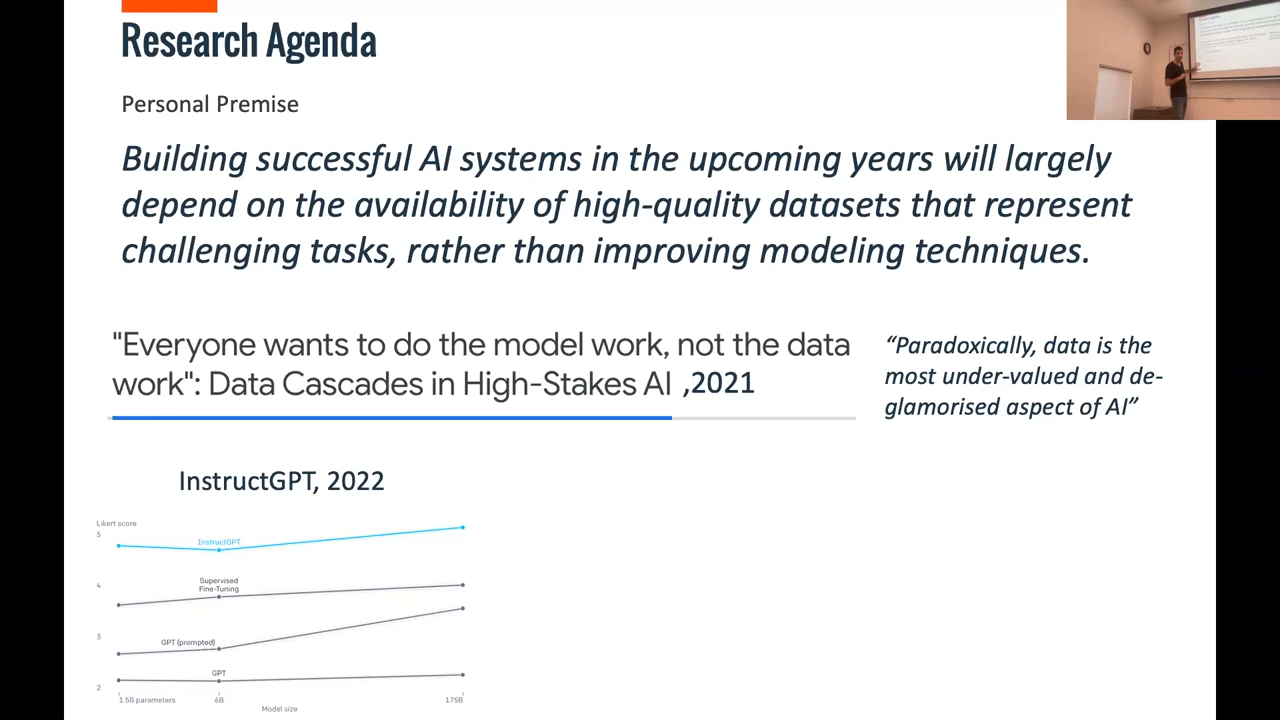 Research Agenda
Personal Premise
Building successful AI systems in the upcoming years will largely
depend on the availability of high-quality datasets that represent
challenging tasks, rather than improving modeling techniques.
"Everyone wants to do the model work, not the data
work": Data Cascades in High-Stakes AI ,2021
“Paradoxically, data is the
most under-valued and de-
glamorised aspect of AI”
InstructGPT, 2022
Likert score
5
InstructGPT
Supervised
Fine-Tuning
4
3
GPT (prompted)
GPT
2
1.5B parameters
6B
175B
Model size